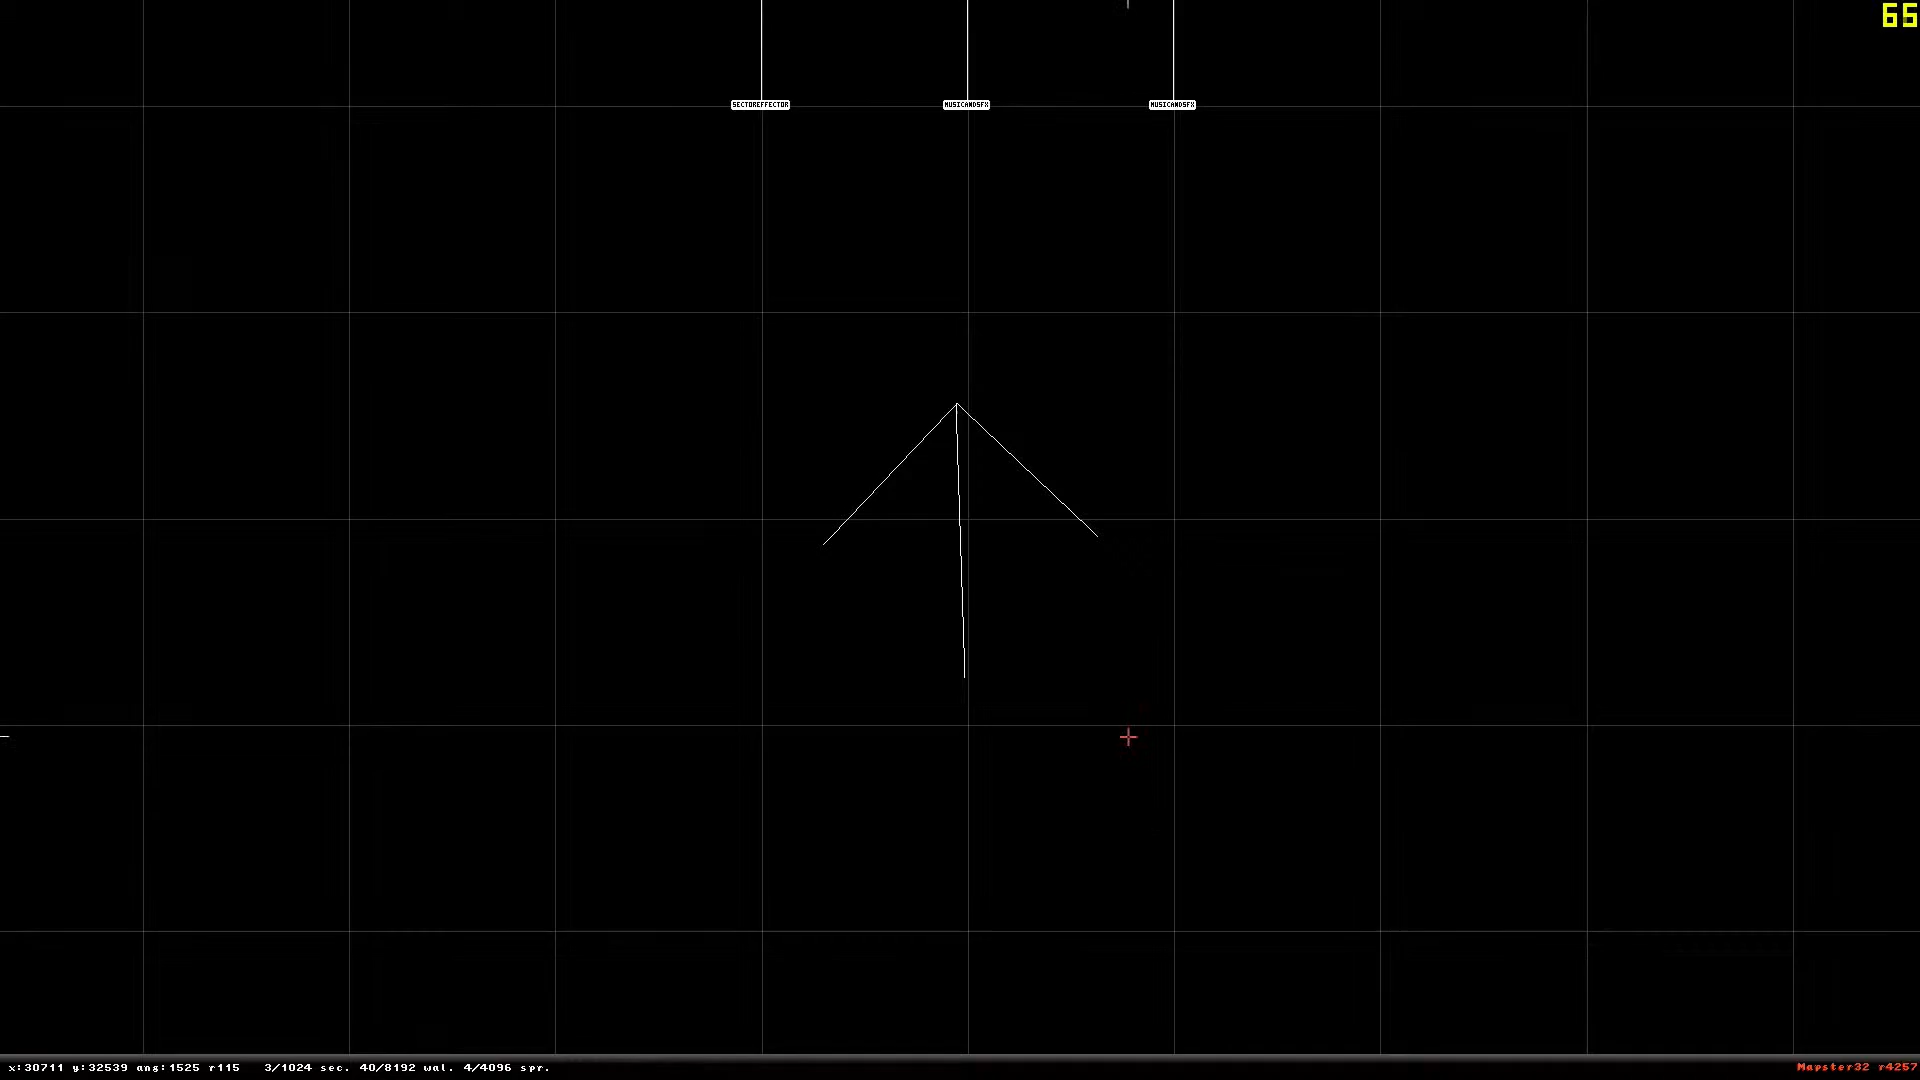 65
SECTOREFFECTOR MUSICANDSFX MUSICANDSFX
x:30711 y:32539 ang:1525 r115 3/1024 sec. 40/8192 wal. 4/4096 spr. Mapster32 r4257